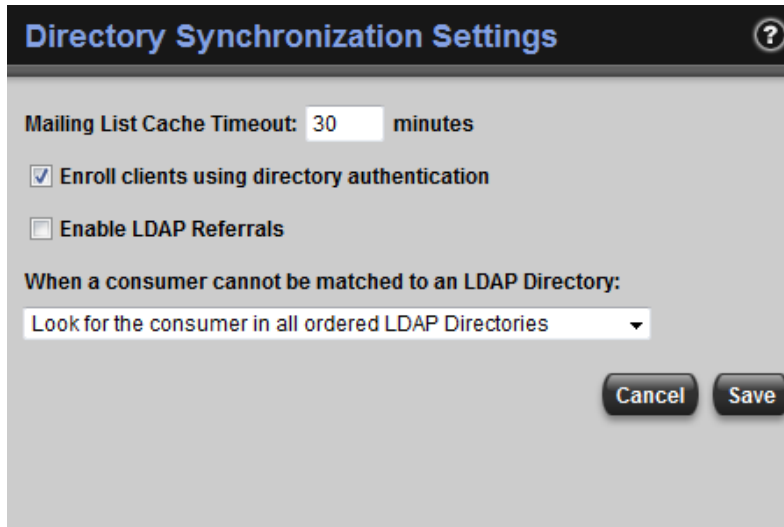 Directory Synchronization Settings ?
Mailing List Cache Timeout: 30 minutes
Enroll clients using directory authentication
Enable LDAP Referrals
When a consumer cannot be matched to an LDAP Directory:
Look for the consumer in all ordered LDAP Directories
Cancel Save